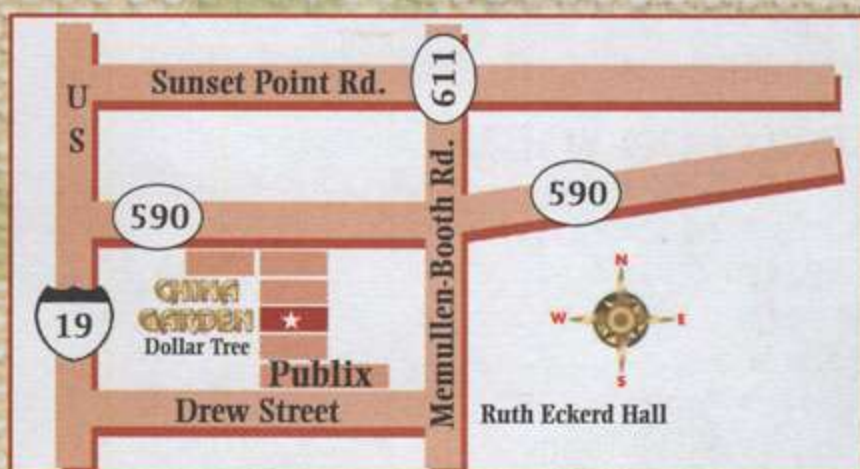 US
Sunset Point Rd.
611
590
590
Memullen-Booth Rd.
CHINA
GARDEN
Dollar Tree
19
Publix
Drew Street
Ruth Eckerd Hall
N
W
E
S